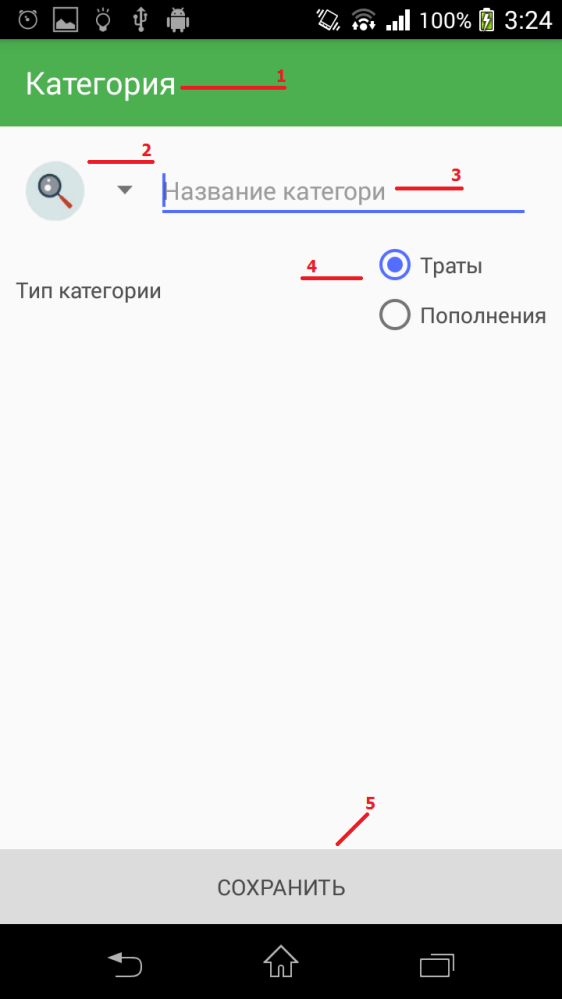 100% 3:24
Категория 1
2
Название категори 3
4 Траты
Тип категории
Пополнения
5
СОХРАНИТЬ